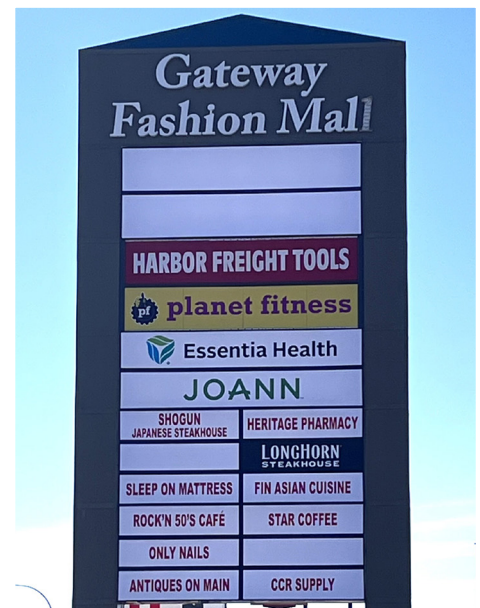 Gateway
Fashion Mall
HARBOR FREIGHT TOOLS
pf planet fitness
Essentia Health
JOANN
SHOGUN
JAPANESE STEAKHOUSE
HERITAGE PHARMACY
LONGHORN
STEAKHOUSE
SLEEP ON MATTRESS
FIN ASIAN CUISINE
ROCK'N 50'S CAFÉ
STAR COFFEE
ONLY NAILS
ANTIQUES ON MAIN
CCR SUPPLY